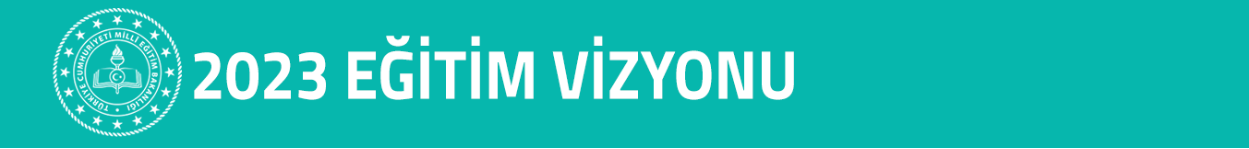 TÜRKİYE CUMHURİYETİ MİLLİ EĞİTİM BAKANLIĞI
2023 EĞİTİM VİZYONU